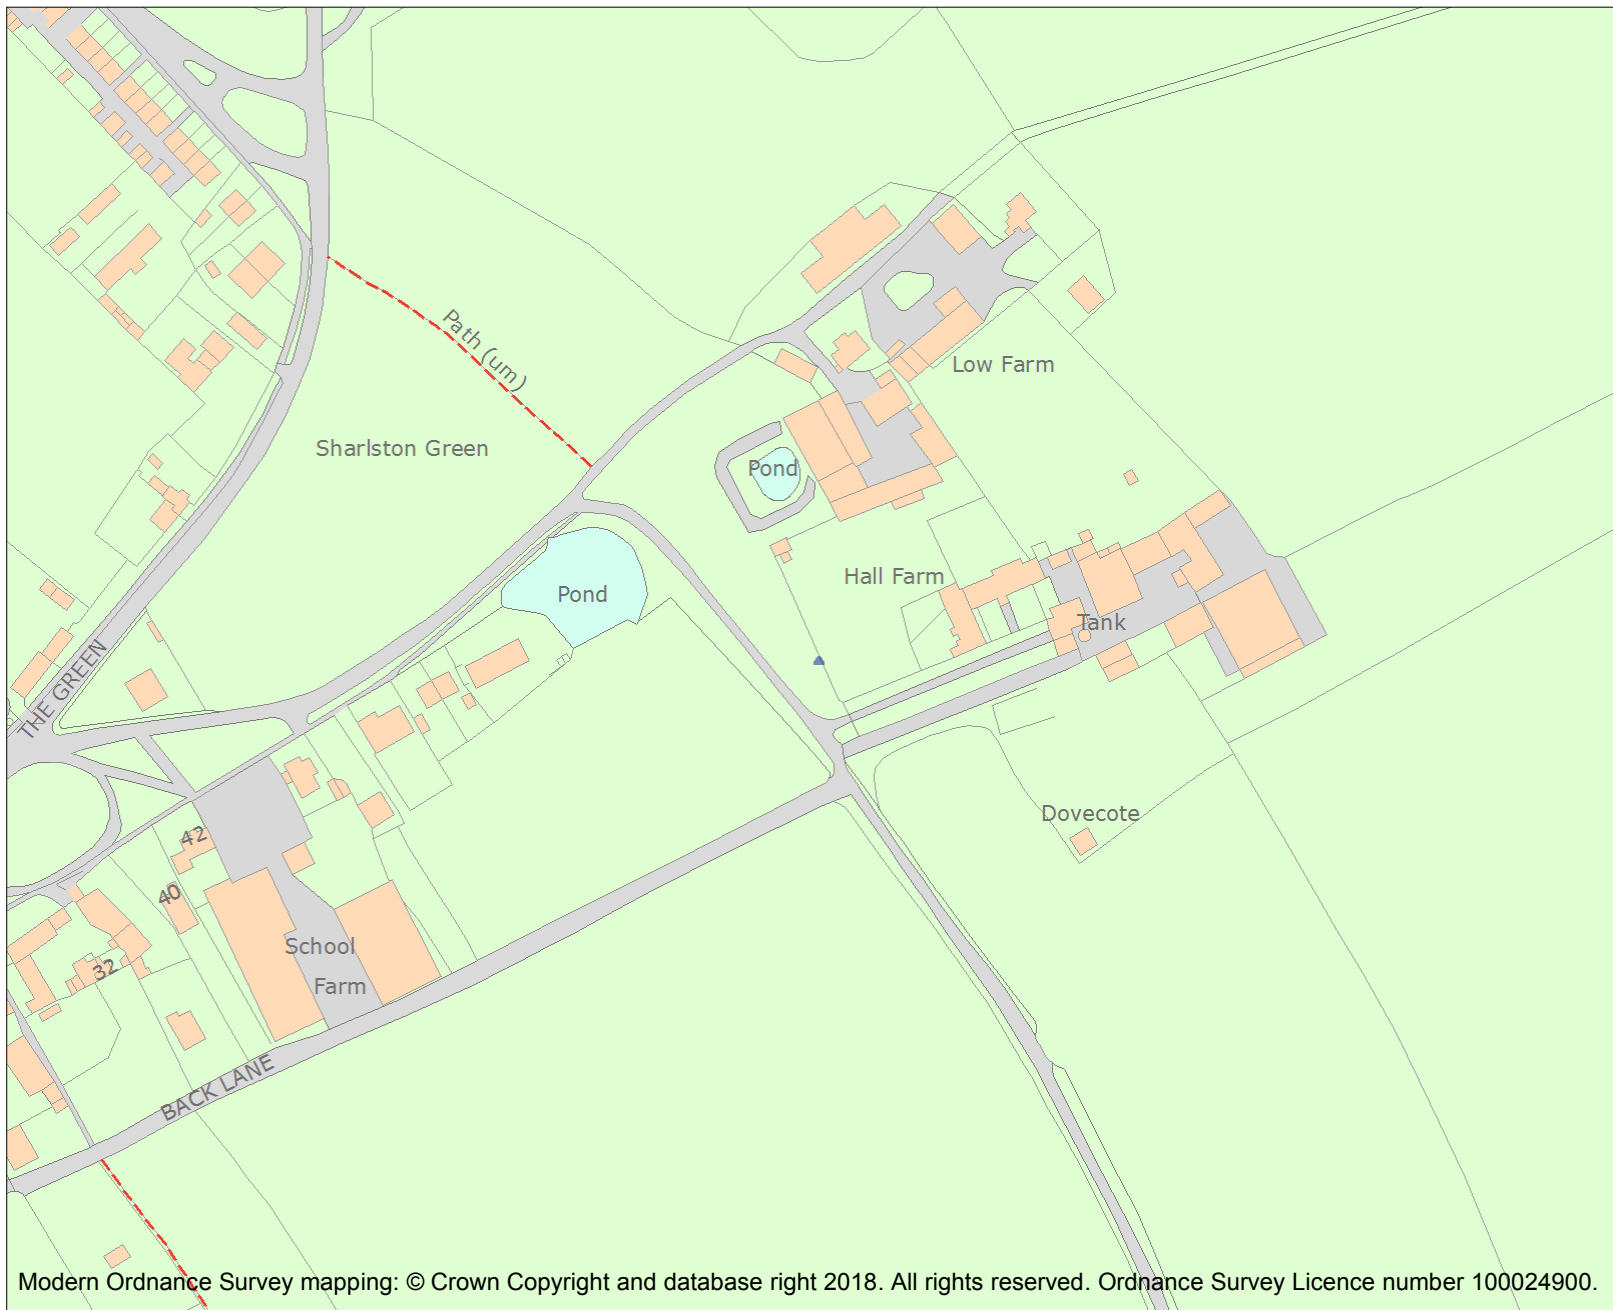 Path (um)
Low Farm
Sharlston Green
Pond
Hall Farm
Pond
Tank
THE GREEN
Dovecote
42
40
School
Farm
32
BACK LANE
Modern Ordnance Survey mapping: © Crown Copyright and database right 2018. All rights reserved. Ordnance Survey Licence number 100024900.